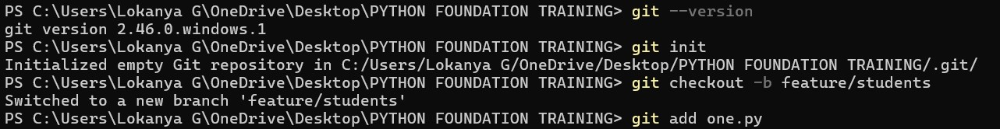 PS C:\Users\Lokanya G\OneDrive\Desktop\PYTHON FOUNDATION TRAINING> git --version
git version 2.46.0.windows.1
PS C:\Users\Lokanya G\OneDrive\Desktop\PYTHON FOUNDATION TRAINING> git init
Initialized empty Git repository in C:/Users/Lokanya G/OneDrive/Desktop/PYTHON FOUNDATION TRAINING/.git/
PS C:\Users\Lokanya G\OneDrive\Desktop\PYTHON FOUNDATION TRAINING> git checkout -b feature/students
Switched to a new branch 'feature/students'
PS C:\Users\Lokanya G\OneDrive\Desktop\PYTHON FOUNDATION TRAINING> git add one.py